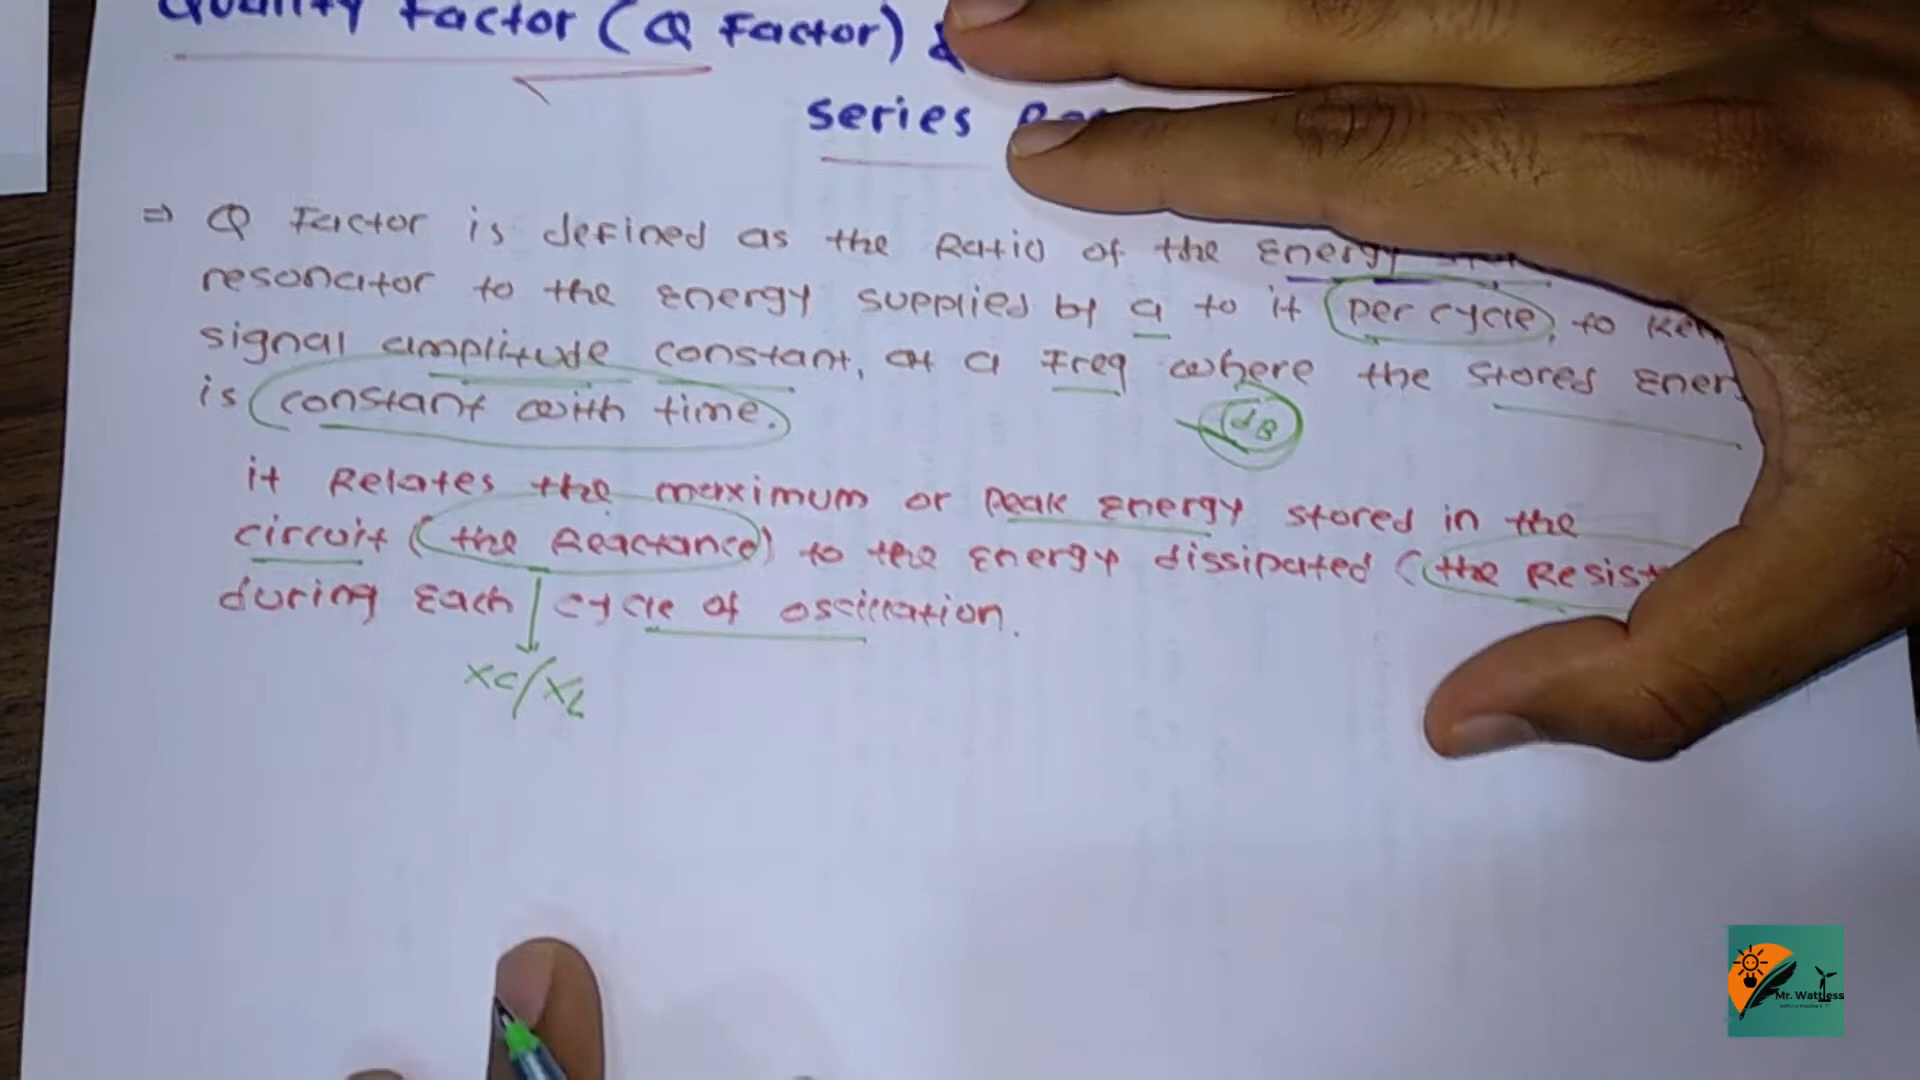 Quality Factor (Q Factor) &
series
⇒ Q Factor is defined as the Ratio of the Energy
resonator to the Energy supplied by a to it per cycle, to
signal amplitude constant, at a Freq where the stored
is constant with time.
dB
it Relates the maximum or peak Energy stored in the
circuit (the Reactance) to the Energy dissipated (the
during Each cycle of oscillation.
Xc/XL
Mr. Wattless